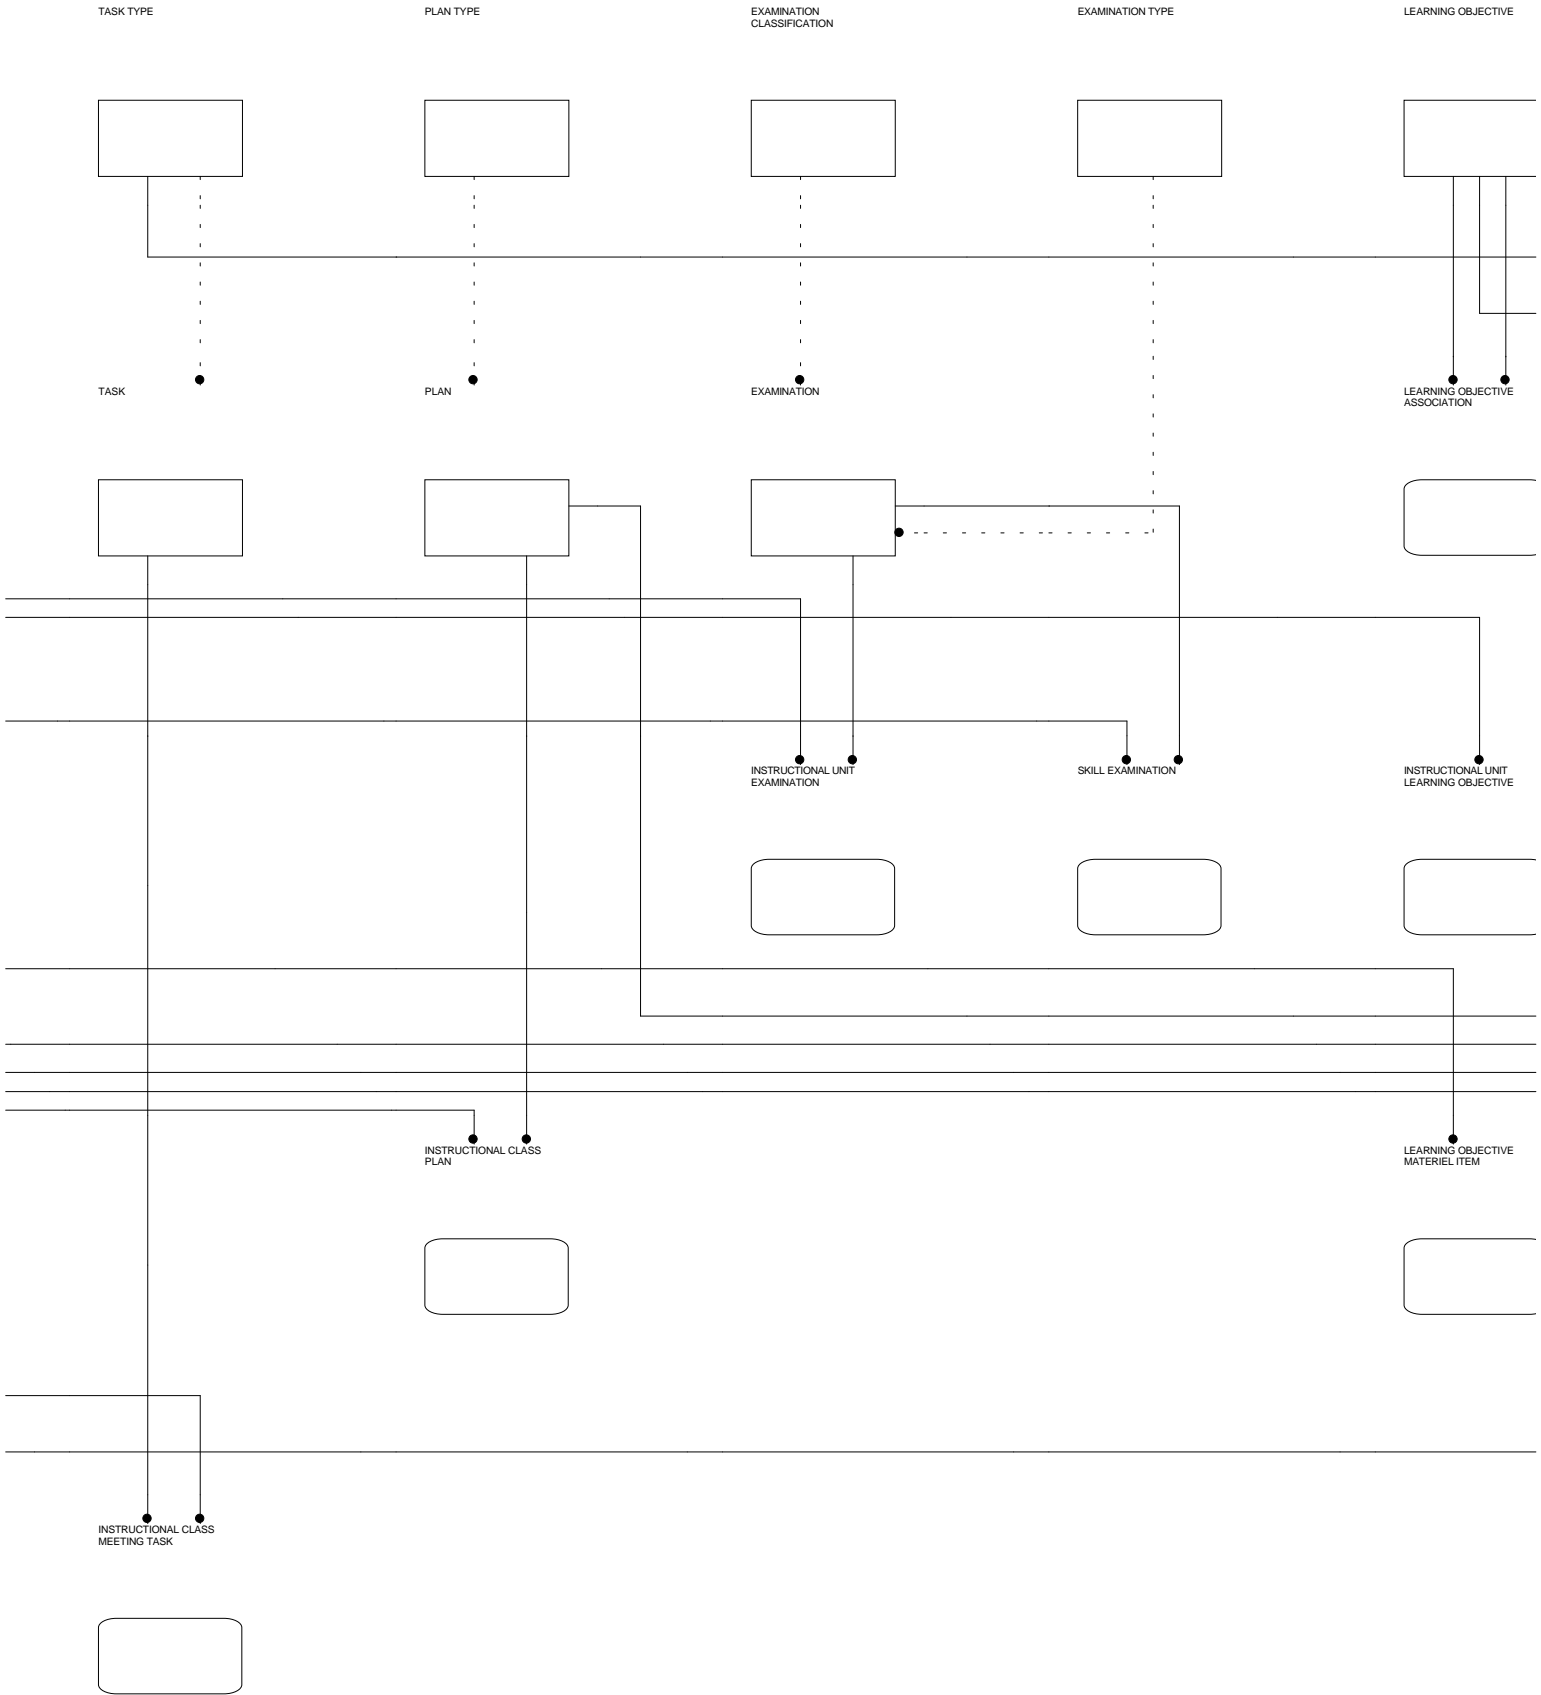 TASK TYPE
PLAN TYPE
EXAMINATION
CLASSIFICATION
EXAMINATION TYPE
LEARNING OBJECTIVE
TASK
PLAN
EXAMINATION
LEARNING OBJECTIVE
ASSOCIATION
INSTRUCTIONAL UNIT
EXAMINATION
SKILL EXAMINATION
INSTRUCTIONAL UNIT
LEARNING OBJECTIVE
INSTRUCTIONAL CLASS
PLAN
LEARNING OBJECTIVE
MATERIEL ITEM
INSTRUCTIONAL CLASS
MEETING TASK